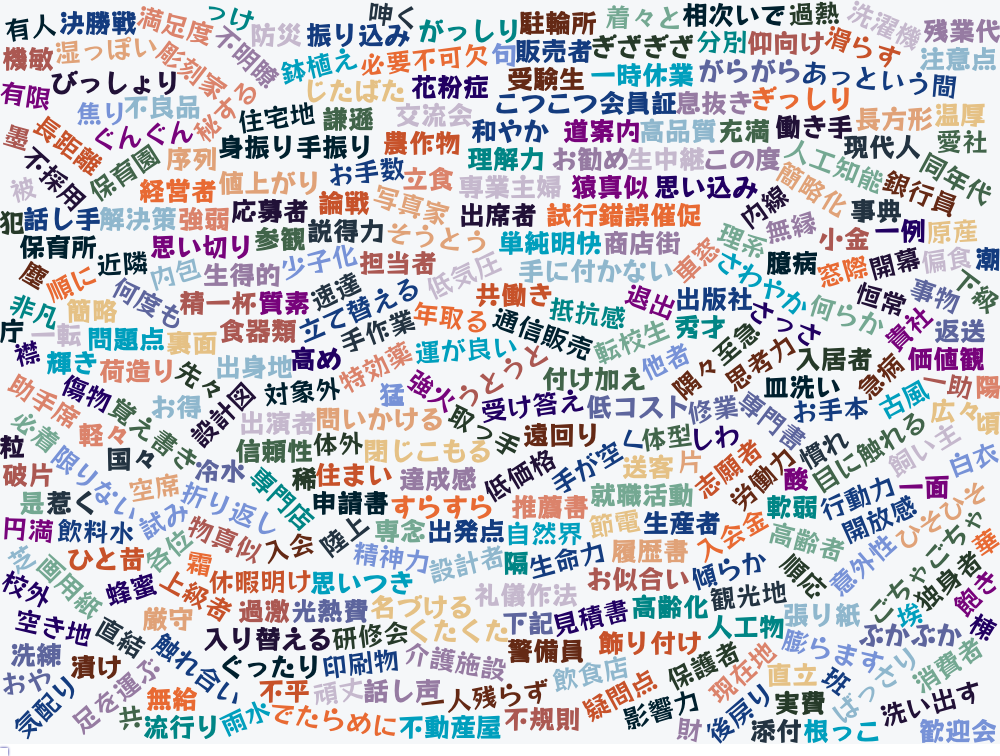 有人 決勝戦 満足度 つけ 防災 振り込み 呻く がっしり 駐輪所 着々と 相次いで 過熱 洗濯機 残業代
機敏 湿っぽい 彫刻家 不明瞭 鉢植え 必要不可欠 句 販売者 ぎざぎざ 分別 仰向け 滑らす 注意点
びっしょり 秘する じたばた 花粉症 受験生 一時休業 がらがら あっという間
有限 焦り 不良品 住宅地 謙遜 交流会 こつこつ 会員証 息抜き ぎっしり 長方形 温厚
墨 長距離 ぐんぐん 身振り手振り 農作物 和やか 道案内 高品質 充満 働き手 現代人 愛社
不採用 保育園 序列 お手数 理解力 お勧め 生中継 この度 人工知能 同年代
被 経営者 値上がり 立食 専業主婦 猿真似 思い込み 簡略化 銀行員
犯 話し手 解決策 強弱 応募者 論戦 写真家 出席者 試行錯誤 催促 内線 無縁 事典 一例 原産
保育所 思い切り 参観 説得力 そうとう 単純明快 商店街 理系 小金
塵 順に 近隣 内包 生得的 少子化 担当者 低気圧 手に付かない 車窓 さわやか 臆病 窓際 開幕 偏食 潮
非凡 簡略 何度も 積一杯 質素 速達 立て替える 年取る 共働き 抵抗感 退出 出版社 さっさ 何らか 恒常 事物 下級
庁 一転 問題点 裏面 食器類 手作業 通信販売 転校生 秀才 貴社 返送
襟 輝き 荷造り 先々 出身地 高め 特効薬 運が良い 他者 隅々 至急 思考力 入居者 急病 価値観
助手席 傷物 覚え書き お得 設計図 対象外 猛 強火 うとうと 付け加え 皿洗い 古風 一助 陽
必着 軽々 出演者 問いかける 取っ手 受け答え 低コスト 修業 専門書 お手本 広々 頃
粒 国々 信頼性 体外 閉じこもる 遠回り 手が空く 体型 しわ 慣れ 目に触れる 飼い主 白衣
破片 限りない 空席 冷水 専門店 稀 住まい 達成感 低価格 送客 片 志願者 労働力 酸 一面
是 惹く 試み 折り返し 申請書 すらすら 推薦書 就職活動 軟弱 行動力 開放感 ひそひそ
円満 飲料水 物真似 入会 陸上 専念 出発点 自然界 節電 生産者 入会金 高齢者 意外性 ごちゃごちゃ 華
芝 画用紙 ひと昔 各位 霜 精神力 設計者 隔 生命力 履歴書 順応 独身者
校外 蜂蜜 上級者 休暇明け 思いつき 礼儀作法 お似合い 傾らか 埃 飽き
空き地 厳守 過激 光熱費 名づける 下記 見積書 高齢化 観光地 張り紙 棟
洗練 直結 触れ合い 入り替える 研修会 くたくた 警備員 飾り付け 人工物 膨らます ぶかぶか
おや 漬け 足を運ぶ ぐったり 印刷物 介護施設 飲食店 保護者 現在地 直立 班 ばっさり 消費者
気配り 共 無給 不平 頑丈 話し声 一人残らず 疑問点 影響力 後戻り 実費 洗い出す
流行り 雨水 でたらめに 不動産屋 不規則 財 添付 根っこ 歓迎会